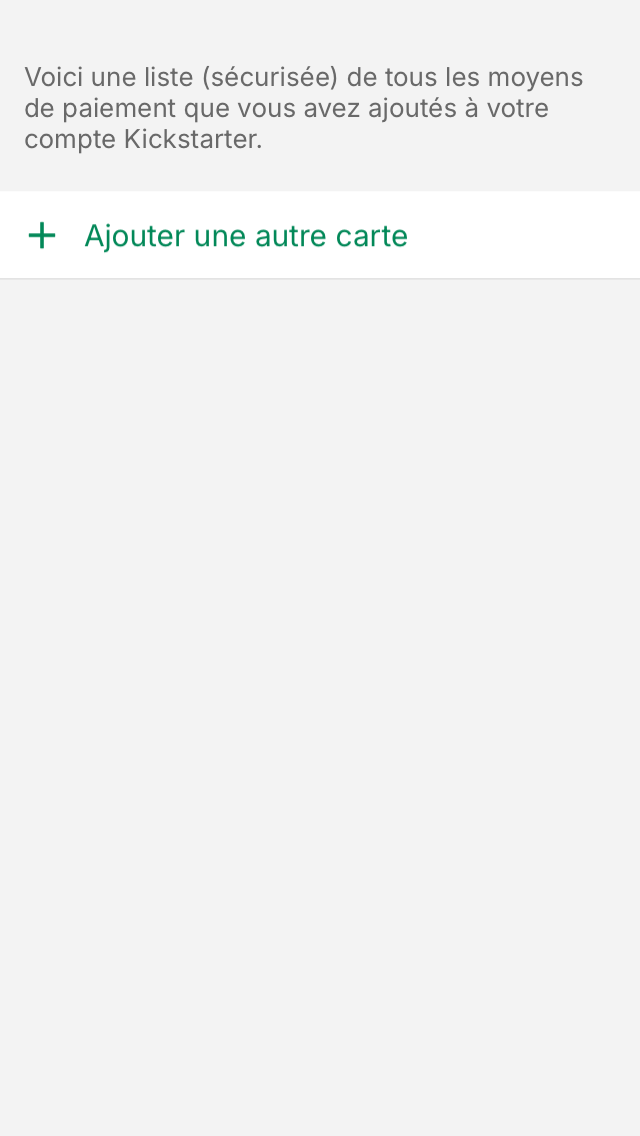 Voici une liste (sécurisée) de tous les moyens
de paiement que vous avez ajoutés à votre
compte Kickstarter.
Ajouter une autre carte